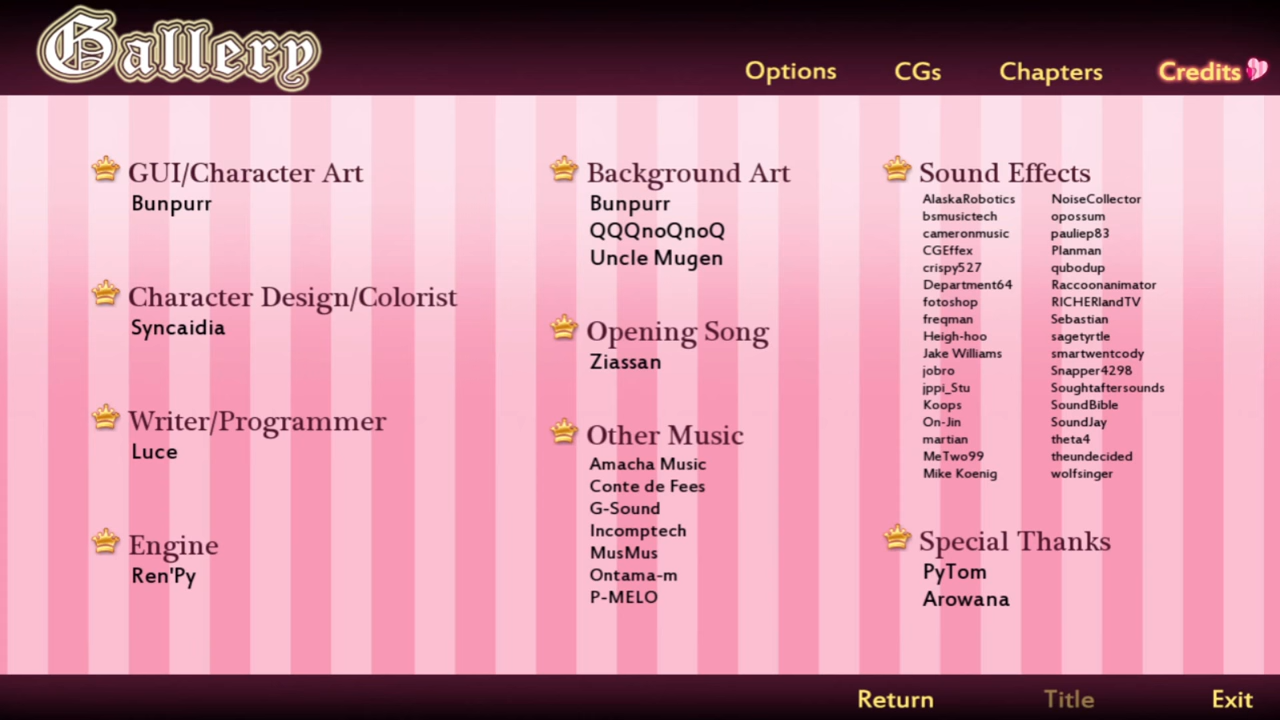 Gallery
Options CGs Chapters Credits
GUI/Character Art
Bunpurr
Character Design/Colorist
Syncaidia
Writer/Programmer
Luce
Engine
Ren'Py
Background Art
Bunpurr
QQQnoQnoQ
Uncle Mugen
Opening Song
Ziassan
Other Music
Amacha Music
Conte de Fees
G-Sound
Incomptech
MusMus
Ontama-m
P-MELO
Sound Effects
AlaskaRobotics
bsmusictech
cameronmusic
CGEffex
crispy527
Department64
fotoshop
freqman
Heigh-hoo
Jake Williams
jobro
jppi_Stu
Koops
On-Jin
martian
MeTwo99
Mike Koenig
NoiseCollector
opossum
pauliep83
Planman
qubodup
Raccoonanimator
RICHERlandTV
Sebastian
sagetyrtle
smartwentcody
Snapper4298
Soughtaftersounds
SoundBible
SoundJay
theta4
theundecided
wolfsinger
Special Thanks
PyTom
Arowana
Return Title Exit